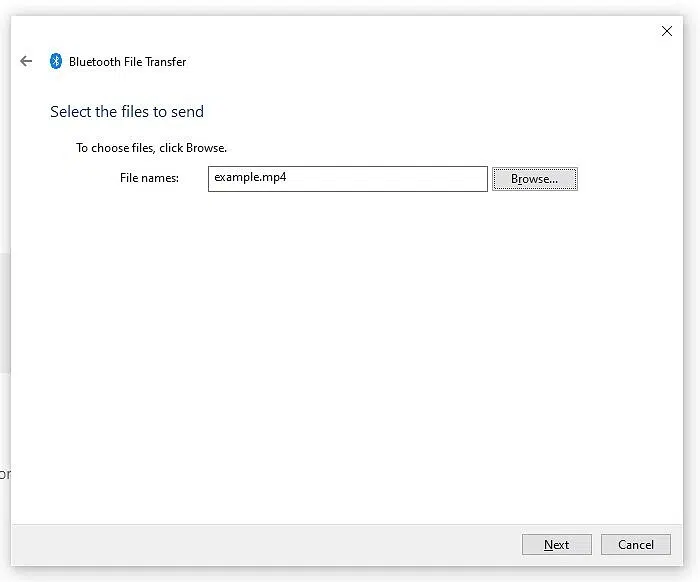 Bluetooth File Transfer
Select the files to send
To choose files, click Browse.
File names: example.mp4 Browse...
or
Next Cancel